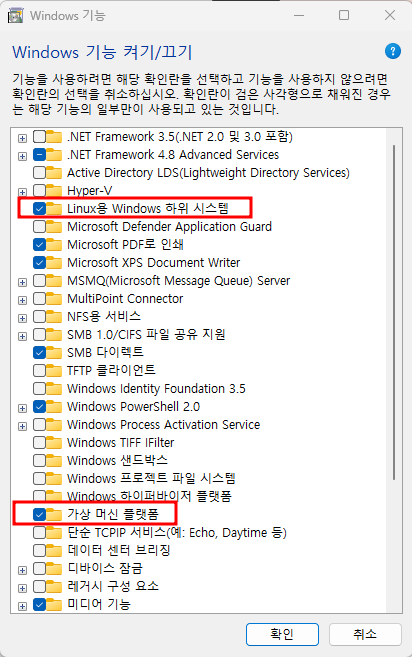 Windows 기능
Windows 기능 켜기/끄기
기능을 사용하려면 해당 확인란을 선택하고 기능을 사용하지 않으려면
확인란의 선택을 취소하십시오. 확인란이 검은 사각형으로 채워진 경우
는 해당 기능의 일부만이 사용되고 있는 것입니다.
.NET Framework 3.5(.NET 2.0 및 3.0 포함)
.NET Framework 4.8 Advanced Services
Active Directory LDS(Lightweight Directory Services)
Hyper-V
Linux용 Windows 하위 시스템
Microsoft Defender Application Guard
Microsoft PDF로 인쇄
Microsoft XPS Document Writer
MSMQ(Microsoft Message Queue) Server
MultiPoint Connector
NFS용 서비스
SMB 1.0/CIFS 파일 공유 지원
SMB 다이렉트
TFTP 클라이언트
Windows Identity Foundation 3.5
Windows PowerShell 2.0
Windows Process Activation Service
Windows TIFF IFilter
Windows 샌드박스
Windows 프로젝트 파일 시스템
Windows 하이퍼바이저 플랫폼
가상 머신 플랫폼
단순 TCPIP 서비스(예: Echo, Daytime 등)
데이터 센터 브리징
디바이스 잠금
레거시 구성 요소
미디어 기능
확인 취소